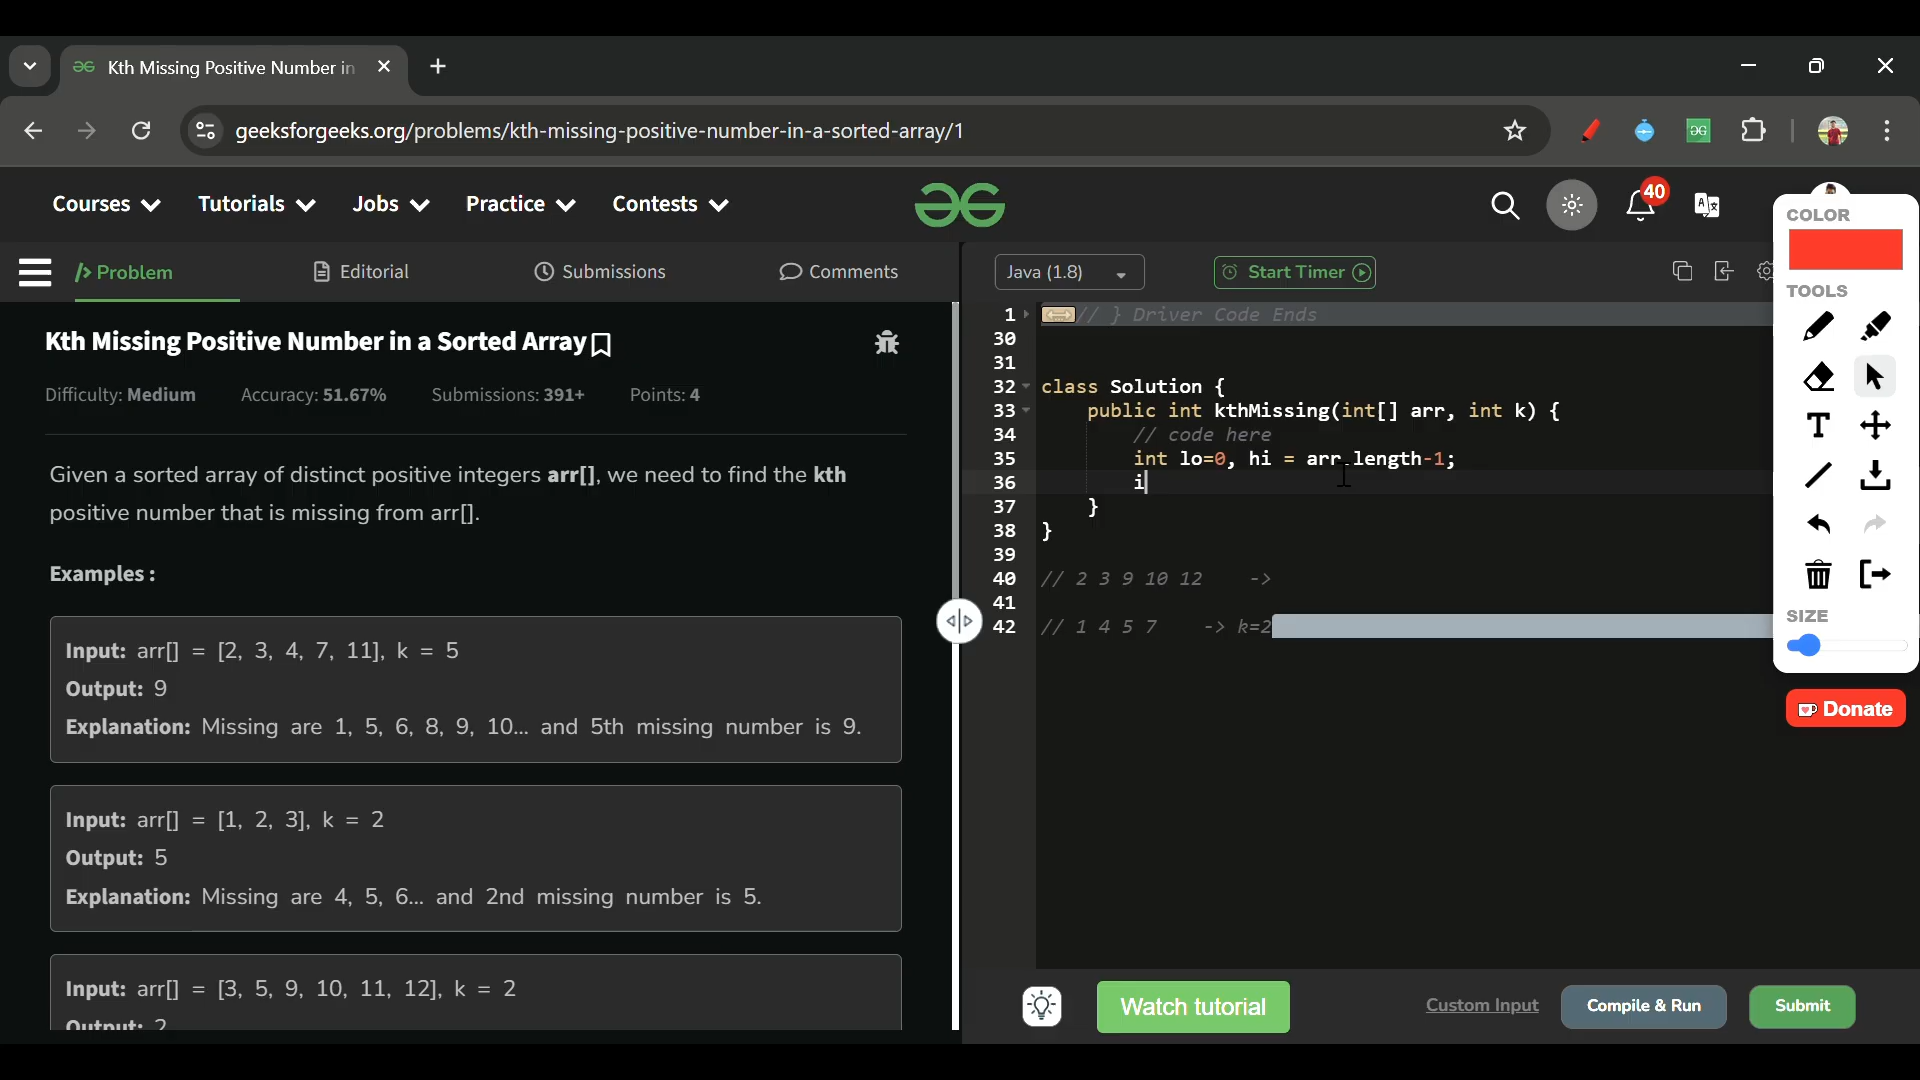 Kth Missing Positive Number in
geeksforgeeks.org/problems/kth-missing-positive-number-in-a-sorted-array/1
Courses
Tutorials
Jobs
Practice
Contests
40
COLOR
TOOLS
SIZE
Donate
Problem
Editorial
Submissions
Comments
Java (1.8)
Start Timer
Kth Missing Positive Number in a Sorted Array
Difficulty: Medium Accuracy: 51.67% Submissions: 391+ Points: 4
Given a sorted array of distinct positive integers arr[], we need to find the kth
positive number that is missing from arr[].
Examples :
Input: arr[] = [2, 3, 4, 7, 11], k = 5
Output: 9
Explanation: Missing are 1, 5, 6, 8, 9, 10… and 5th missing number is 9.
Input: arr[] = [1, 2, 3], k = 2
Output: 5
Explanation: Missing are 4, 5, 6… and 2nd missing number is 5.
Input: arr[] = [3, 5, 9, 10, 11, 12], k = 2
Output: 2
1 // } Driver Code Ends
30
31
32 class Solution {
33 public int kthMissing(int[] arr, int k) {
34 // code here
35 int lo=0, hi = arr.length-1;
36 i
37 }
38 }
39
40 // 2 3 9 10 12 ->
41
42 // 1 4 5 7 -> k=2
Watch tutorial
Custom Input
Compile & Run
Submit